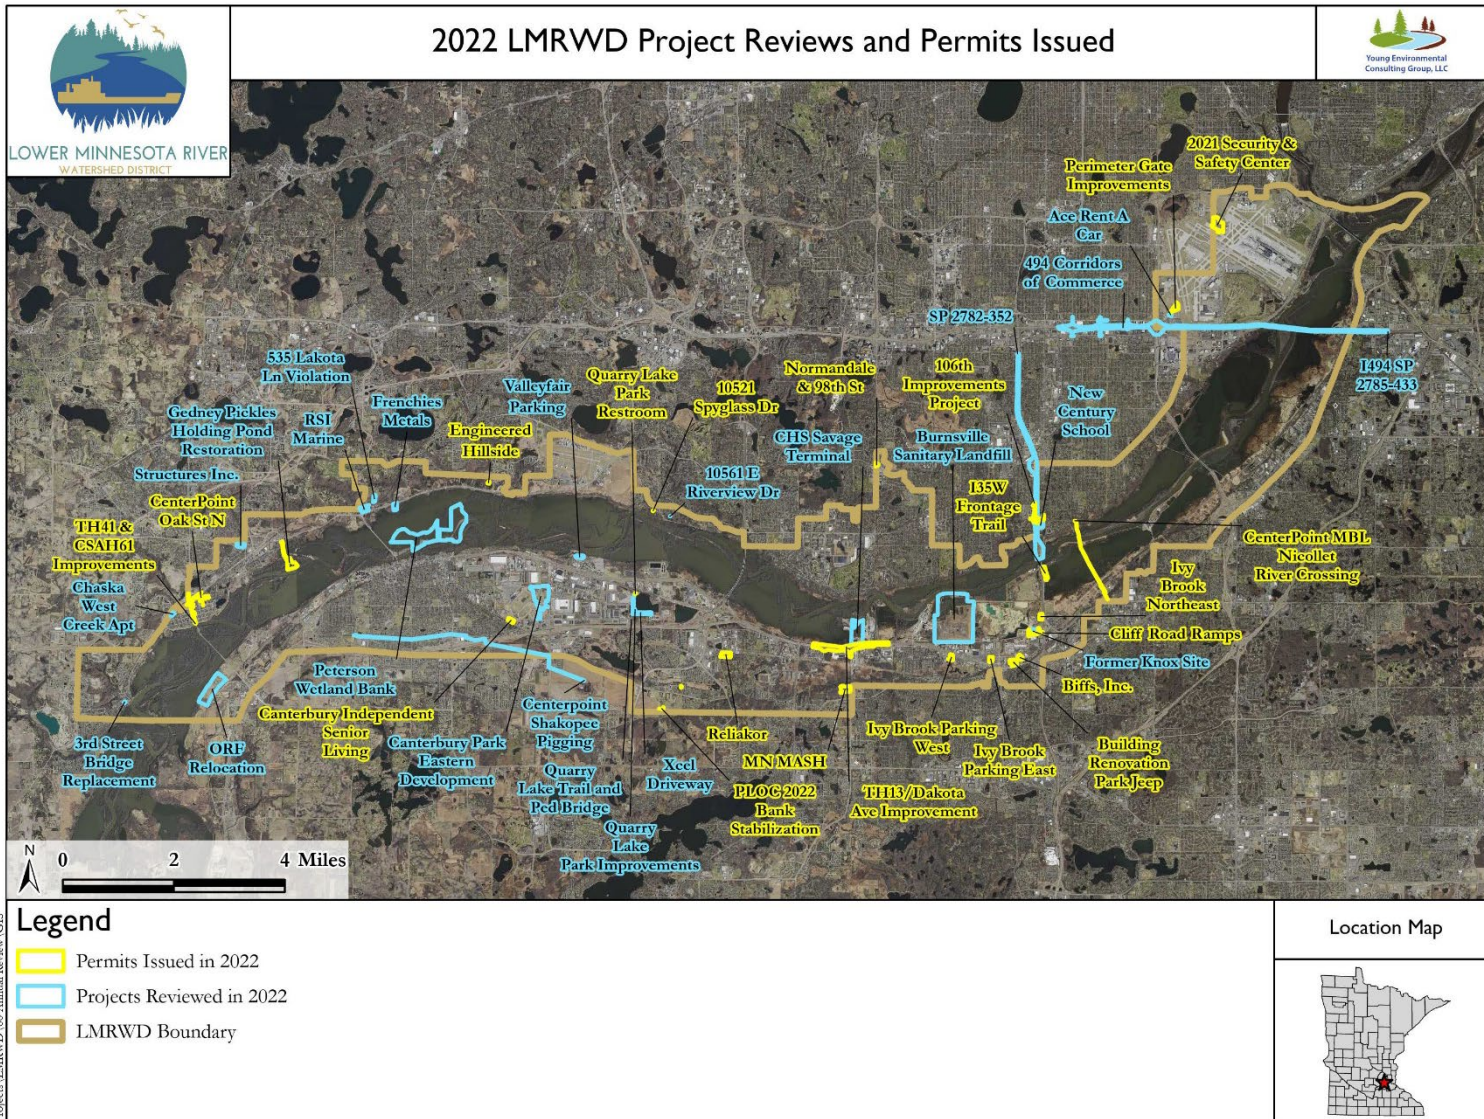 2022 LMRWD Project Reviews and Permits Issued
LOWER MINNESOTA RIVER
WATERSHED DISTRICT
Young Environmental
Consulting Group, LLC
2021 Security &
Safety Center
Perimeter Gate
Improvements
Ace Rent A
Car
494 Corridors
of Commerce
SP 2782-352
I494 SP
2785-433
535 Lakota
Ln Violation
Gedney Pickles
Holding Pond
Restoration
RSI
Marine
Frenchies
Metals
Engineered
Hillside
Valleyfair
Parking
Quarry Lake
Park
Restroom
10521
Spyglass Dr
Normandale
& 98th St
106th
Improvements
Project
New
Century
School
CHS Savage
Terminal
Burnsville
Sanitary Landfill
10561 E
Riverview Dr
I35W
Frontage
Trail
Structures Inc.
CenterPoint
Oak St N
TH41 &
CSAH61
Improvements
Chaska
West
Creek Apt
CenterPoint MBL
Nicollet
River Crossing
Ivy
Brook
Northeast
Cliff Road Ramps
Former Knox Site
Biffs, Inc.
3rd Street
Bridge
Replacement
ORF
Relocation
Peterson
Wetland Bank
Canterbury Independent
Senior
Living
Canterbury Park
Eastern
Development
Centerpoint
Shakopee
Pigging
Quarry
Lake Trail and
Ped Bridge
Quarry
Lake
Park Improvements
Xcel
Driveway
Reliakor
PLOC 2022
Bank
Stabilization
MN MASH
TH13/Dakota
Ave Improvement
Ivy Brook Parking
West
Ivy Brook
Parking East
Building
Renovation
Park Jeep
N
0 2 4 Miles
Legend
Permits Issued in 2022
Projects Reviewed in 2022
LMRWD Boundary
Location Map